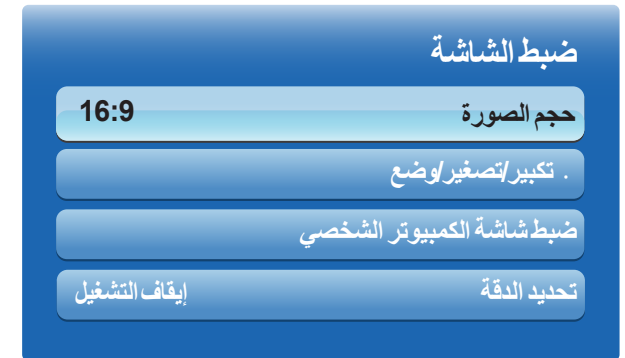 ضبط الشاشة
حجم الصورة 16:9
. تكبير/تصغير/وضع
ضبط شاشة الكمبيوتر الشخصي
تحديد الدقة إيقاف التشغيل